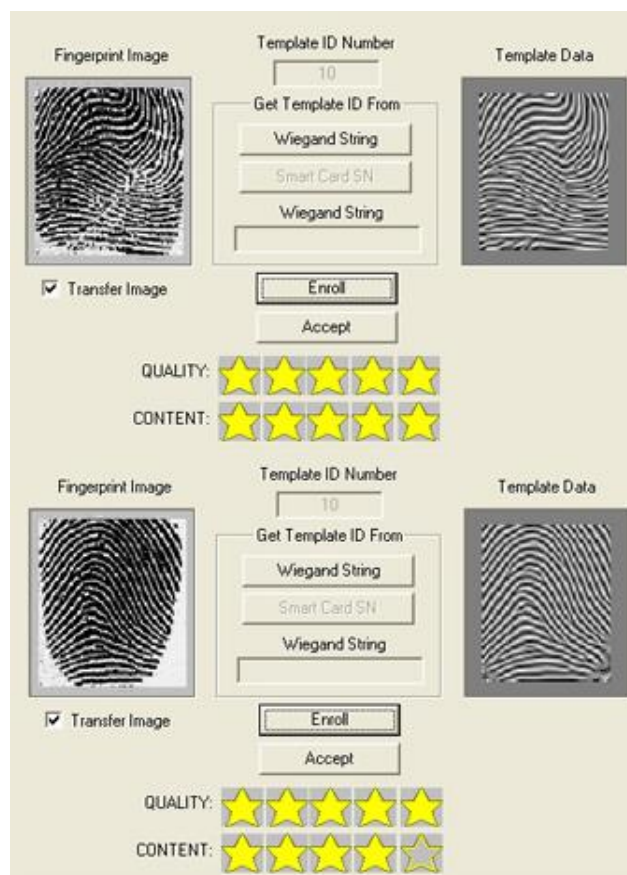 Fingerprint Image
Template ID Number
Template Data
10
Get Template ID From
Wiegand String
Smart Card SN
Wiegand String
Transfer Image
Enroll
Accept
QUALITY:
CONTENT:
Fingerprint Image
Template ID Number
Template Data
10
Get Template ID From
Wiegand String
Smart Card SN
Wiegand String
Transfer Image
Enroll
Accept
QUALITY:
CONTENT: